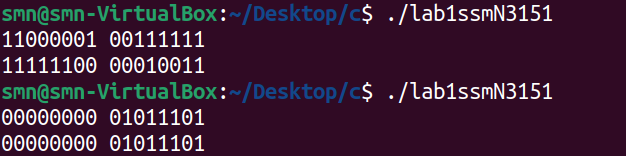 smn@smn-VirtualBox:~/Desktop/c$ ./lab1ssmN3151
11000001 00111111
11111100 00010011
smn@smn-VirtualBox:~/Desktop/c$ ./lab1ssmN3151
00000000 01011101
00000000 01011101